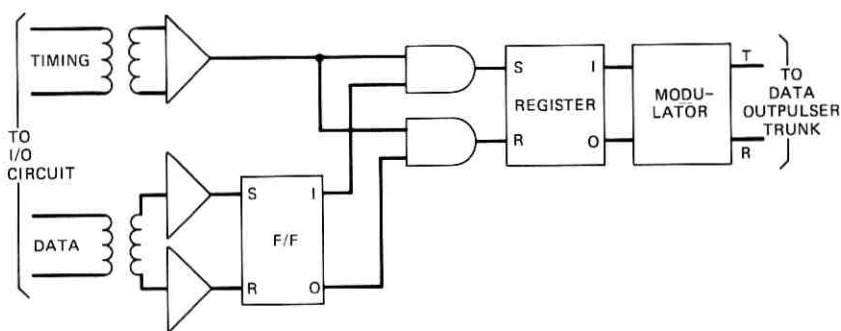 TIMING
TO
I/O
CIRCUIT
DATA
S
I
F/F
R
O
S
I
REGISTER
R
O
MODU-
LATOR
T
R
TO
DATA
OUTPULSER
TRUNK